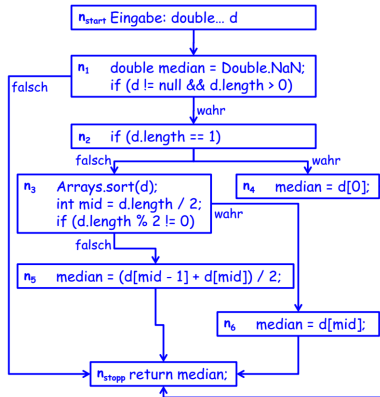 n_start Eingabe: double... d
n₁ double median = Double.NaN;
if (d != null && d.length > 0)
falsch
wahr
n₂ if (d.length == 1)
falsch
wahr
n₃ Arrays.sort(d);
int mid = d.length / 2;
if (d.length % 2 != 0)
n₄ median = d[0];
wahr
falsch
n₅ median = (d[mid - 1] + d[mid]) / 2;
n₆ median = d[mid];
n_stopp return median;